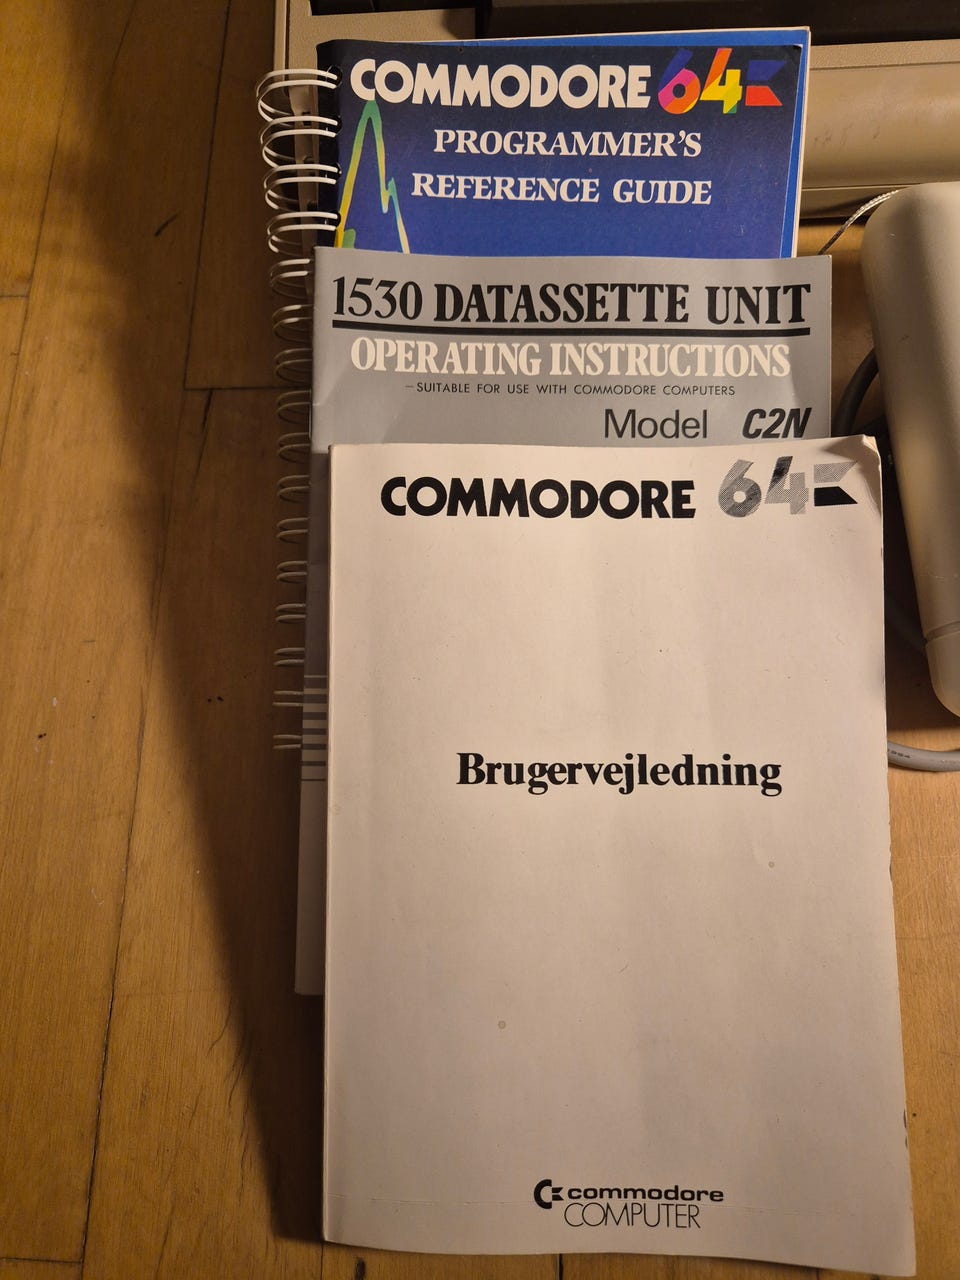 COMMODORE 64
PROGRAMMER'S
REFERENCE GUIDE
1530 DATASSETTE UNIT
OPERATING INSTRUCTIONS
–SUITABLE FOR USE WITH COMMODORE COMPUTERS
Model C2N
COMMODORE 64
Brugervejledning
commodore
COMPUTER